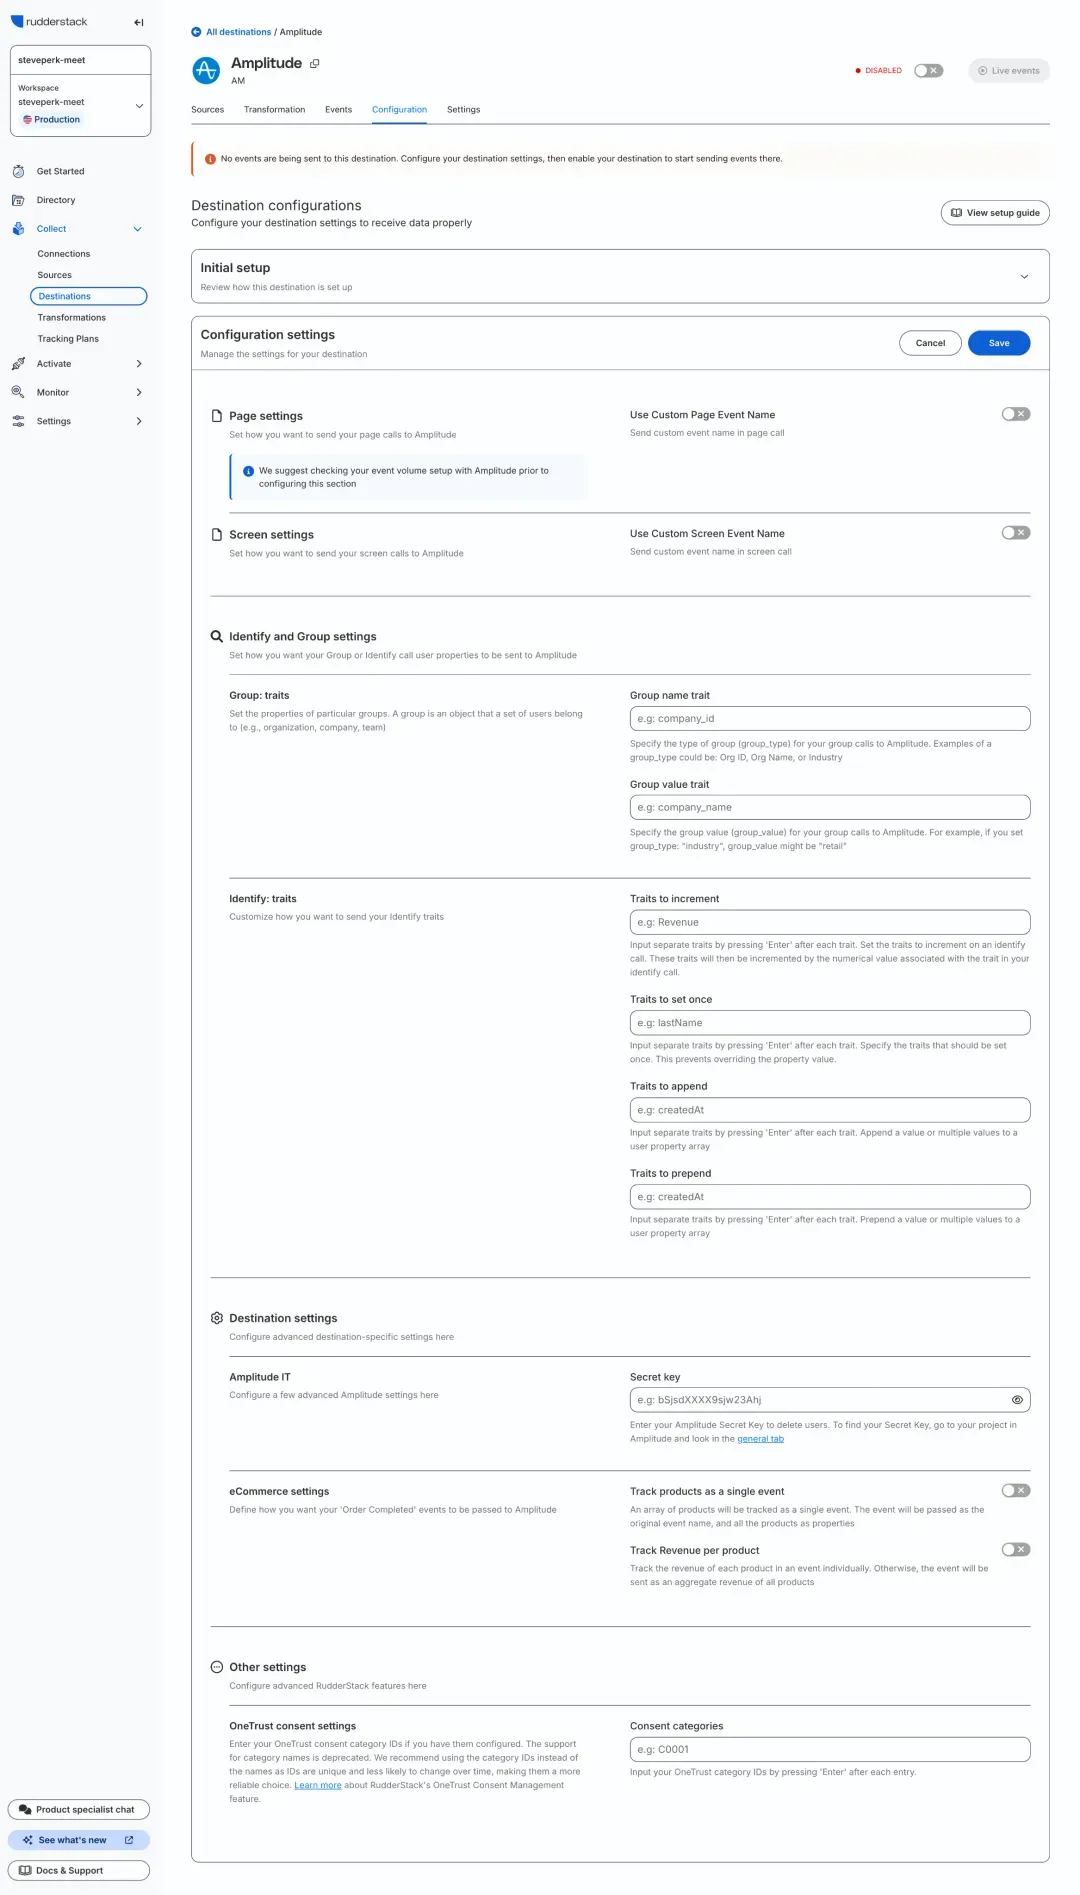 rudderstack
steveperk-meet
Workspace
steveperk-meet
Production
Get Started
Directory
Collect
Connections
Sources
Destinations
Transformations
Tracking Plans
Activate
Monitor
Settings
Product specialist chat
See what's new
Docs & Support
All destinations / Amplitude
Amplitude
AM
DISABLED
Live events
Sources Transformation Events Configuration Settings
No events are being sent to this destination. Configure your destination settings, then enable your destination to start sending events there.
Destination configurations
Configure your destination settings to receive data properly
View setup guide
Initial setup
Review how this destination is set up
Configuration settings
Manage the settings for your destination
Cancel
Save
Page settings
Set how you want to send your page calls to Amplitude
We suggest checking your event volume setup with Amplitude prior to
configuring this section
Use Custom Page Event Name
Send custom event name in page call
Screen settings
Set how you want to send your screen calls to Amplitude
Use Custom Screen Event Name
Send custom event name in screen call
Identify and Group settings
Set how you want your Group or Identify call user properties to be sent to Amplitude
Group: traits
Set the properties of particular groups. A group is an object that a set of users belong
to (e.g., organization, company, team)
Group name trait
e.g: company_id
Specify the type of group (group_type) for your group calls to Amplitude. Examples of a
group_type could be: Org ID, Org Name, or Industry
Group value trait
e.g: company_name
Specify the group value (group_value) for your group calls to Amplitude. For example, if you set
group_type: "industry", group_value might be "retail"
Identify: traits
Customize how you want to send your Identify traits
Traits to increment
e.g: Revenue
Input separate traits by pressing 'Enter' after each trait. Set the traits to increment on an identify
call. These traits will then be incremented by the numerical value associated with the trait in your
identify call.
Traits to set once
e.g: lastName
Input separate traits by pressing 'Enter' after each trait. Specify the traits that should be set
once. This prevents overriding the property value.
Traits to append
e.g: createdAt
Input separate traits by pressing 'Enter' after each trait. Append a value or multiple values to a
user property array
Traits to prepend
e.g: createdAt
Input separate traits by pressing 'Enter' after each trait. Prepend a value or multiple values to a
user property array
Destination settings
Configure advanced destination-specific settings here
Amplitude IT
Configure a few advanced Amplitude settings here
Secret key
e.g: bSjsdXXXX9sjw23Ahj
Enter your Amplitude Secret Key to delete users. To find your Secret Key, go to your project in
Amplitude and look in the general tab
eCommerce settings
Define how you want your 'Order Completed' events to be passed to Amplitude
Track products as a single event
An array of products will be tracked as a single event. The event will be passed as the
original event name, and all the products as properties
Track Revenue per product
Track the revenue of each product in an event individually. Otherwise, the event will be
sent as an aggregate revenue of all products
Other settings
Configure advanced RudderStack features here
OneTrust consent settings
Enter your OneTrust consent category IDs if you have them configured. The support
for category names is deprecated. We recommend using the category IDs instead of
the names as IDs are unique and less likely to change over time, making them a more
reliable choice. Learn more about RudderStack's OneTrust Consent Management
feature.
Consent categories
e.g: C0001
Input your OneTrust category IDs by pressing 'Enter' after each entry.